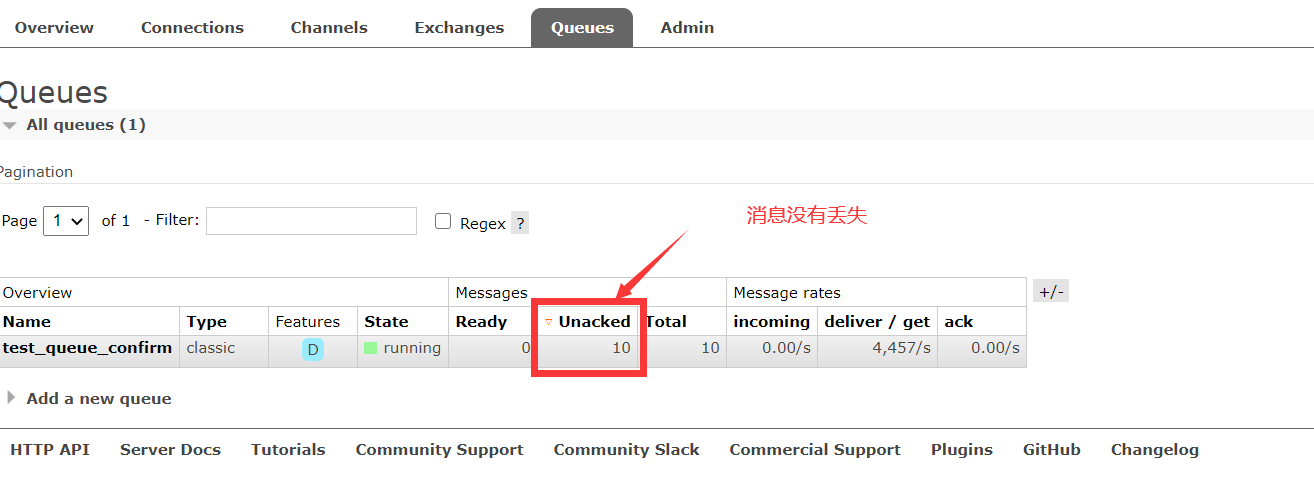 Overview Connections Channels Exchanges Queues Admin
Queues
All queues (1)
Pagination
Page 1 of 1 - Filter: Regex ?
消息没有丢失
Overview Messages Message rates +/-
Name Type Features State Ready Unacked Total incoming deliver / get ack
test_queue_confirm classic D running 0 10 10 0.00/s 4,457/s 0.00/s
Add a new queue
HTTP API Server Docs Tutorials Community Support Community Slack Commercial Support Plugins GitHub Changelog